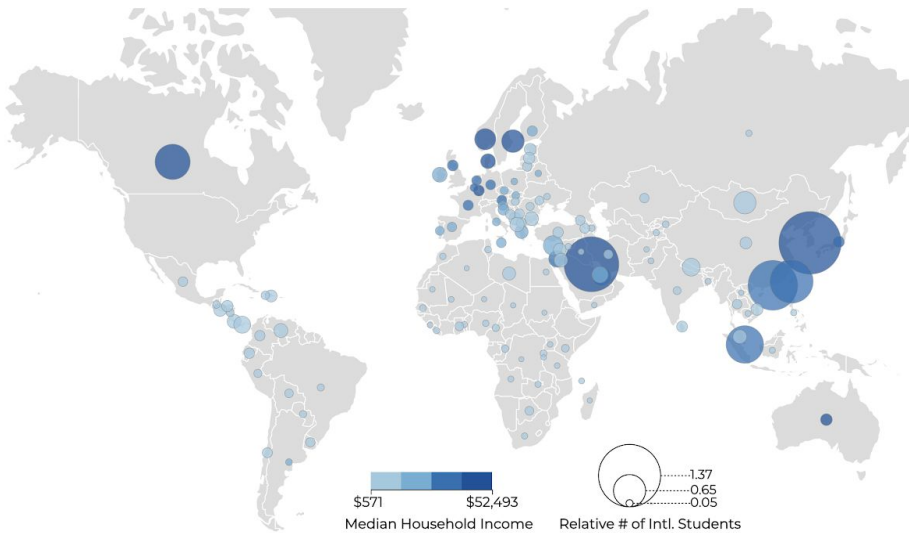 1.37
0.65
0.05
$571 $52,493
Median Household Income
Relative # of Intl. Students